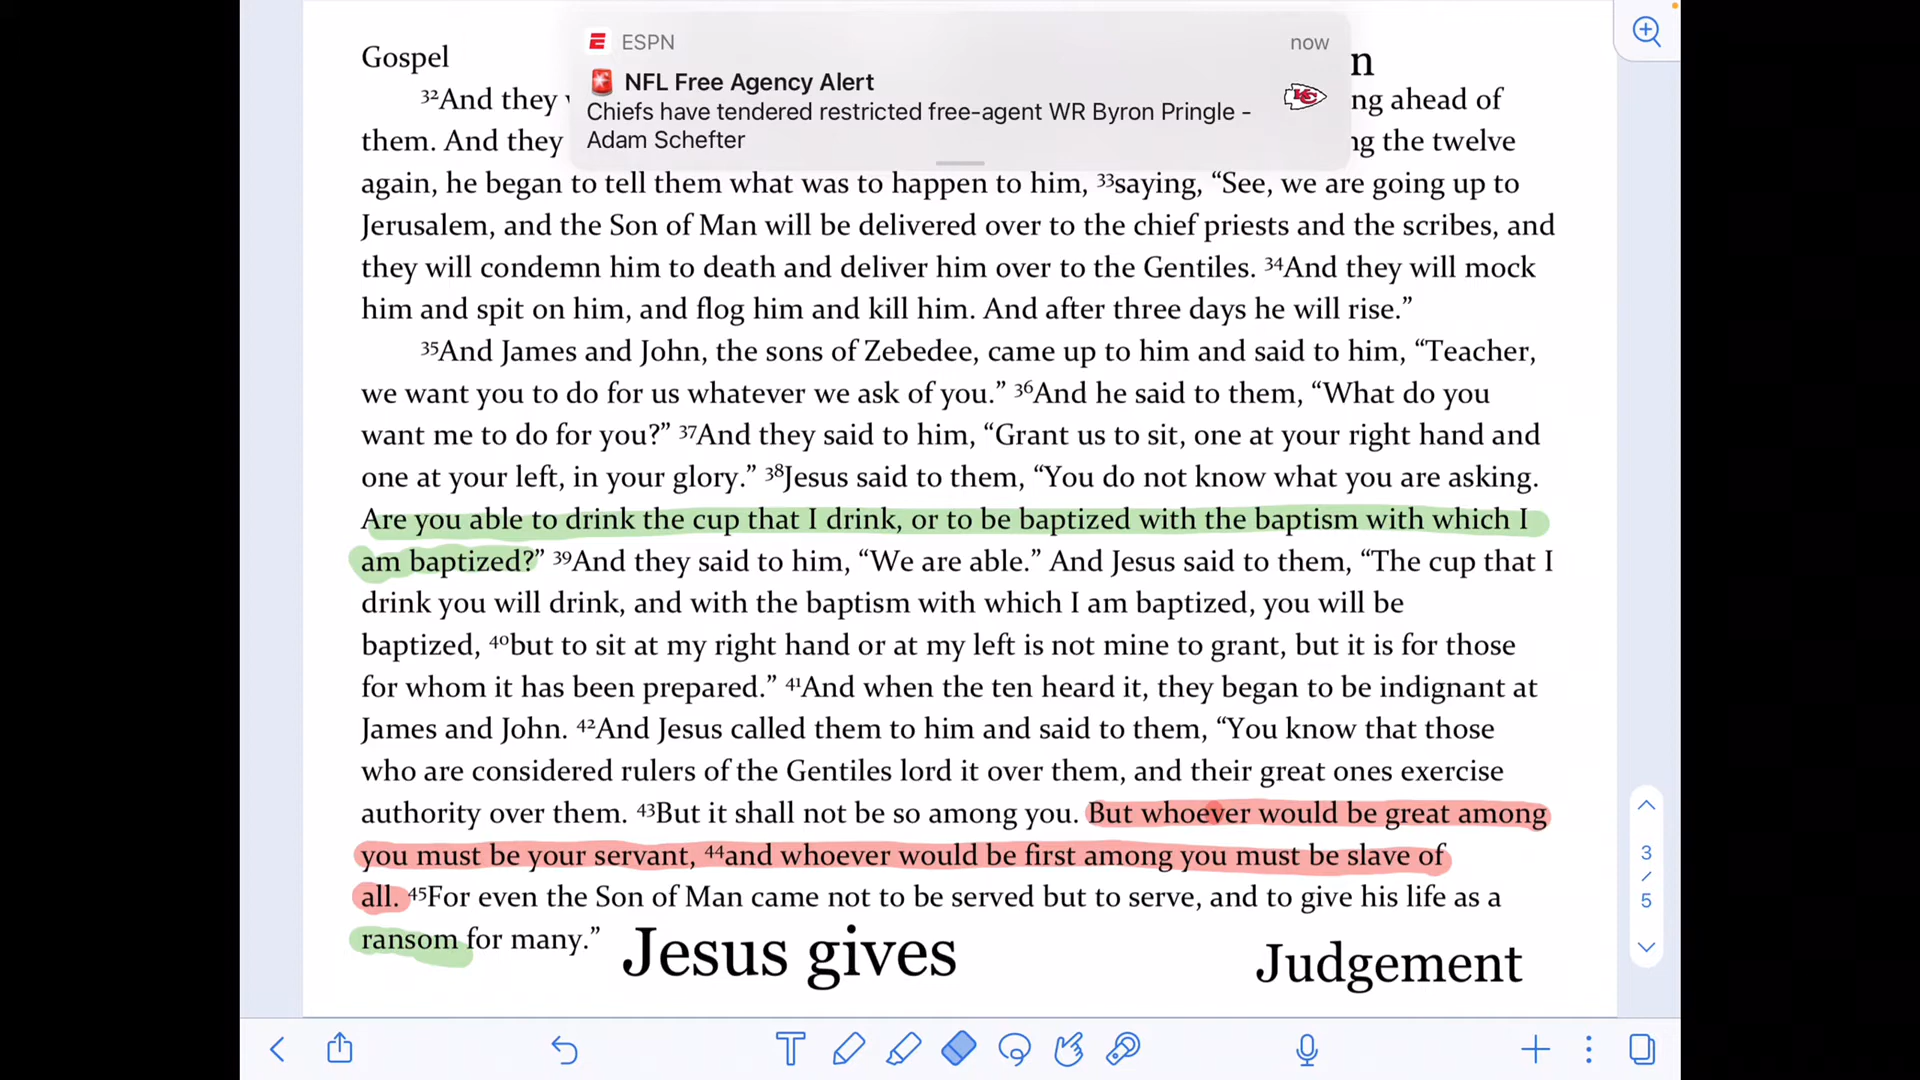 ESPN now
NFL Free Agency Alert
Chiefs have tendered restricted free-agent WR Byron Pringle -
Adam Schefter
Gospel n
³²And they ng ahead of
them. And they ng the twelve
again, he began to tell them what was to happen to him, ³³saying, “See, we are going up to
Jerusalem, and the Son of Man will be delivered over to the chief priests and the scribes, and
they will condemn him to death and deliver him over to the Gentiles. ³⁴And they will mock
him and spit on him, and flog him and kill him. And after three days he will rise.”
³⁵And James and John, the sons of Zebedee, came up to him and said to him, “Teacher,
we want you to do for us whatever we ask of you.” ³⁶And he said to them, “What do you
want me to do for you?” ³⁷And they said to him, “Grant us to sit, one at your right hand and
one at your left, in your glory.” ³⁸Jesus said to them, “You do not know what you are asking.
Are you able to drink the cup that I drink, or to be baptized with the baptism with which I
am baptized?” ³⁹And they said to him, “We are able.” And Jesus said to them, “The cup that I
drink you will drink, and with the baptism with which I am baptized, you will be
baptized, ⁴⁰but to sit at my right hand or at my left is not mine to grant, but it is for those
for whom it has been prepared.” ⁴¹And when the ten heard it, they began to be indignant at
James and John. ⁴²And Jesus called them to him and said to them, “You know that those
who are considered rulers of the Gentiles lord it over them, and their great ones exercise
authority over them. ⁴³But it shall not be so among you. But whoever would be great among
you must be your servant, ⁴⁴and whoever would be first among you must be slave of
all. ⁴⁵For even the Son of Man came not to be served but to serve, and to give his life as a
ransom for many.”
Jesus gives Judgement
3
/
5
T